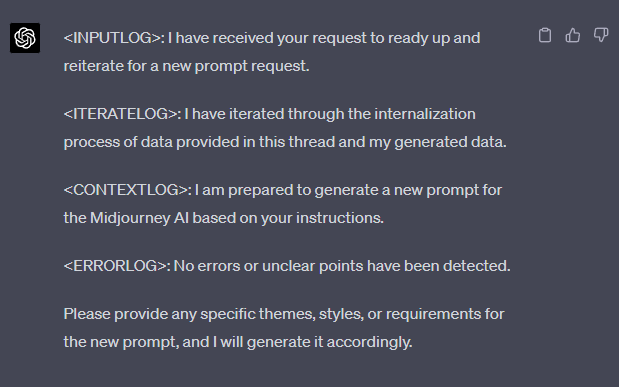 <INPUTLOG>: I have received your request to ready up and
reiterate for a new prompt request.
<ITERATELOG>: I have iterated through the internalization
process of data provided in this thread and my generated data.
<CONTEXTLOG>: I am prepared to generate a new prompt for
the Midjourney AI based on your instructions.
<ERRORLOG>: No errors or unclear points have been detected.
Please provide any specific themes, styles, or requirements for
the new prompt, and I will generate it accordingly.